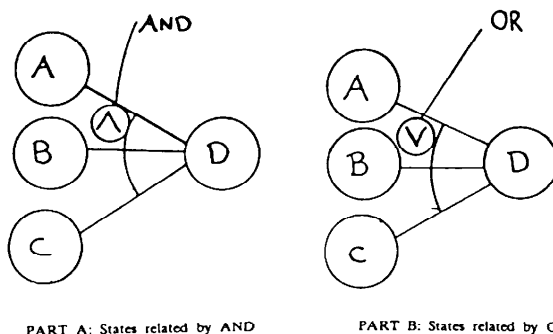 AND
A
Λ
B
D
C
PART A: States related by AND
OR
A
V
B
D
C
PART B: States related by